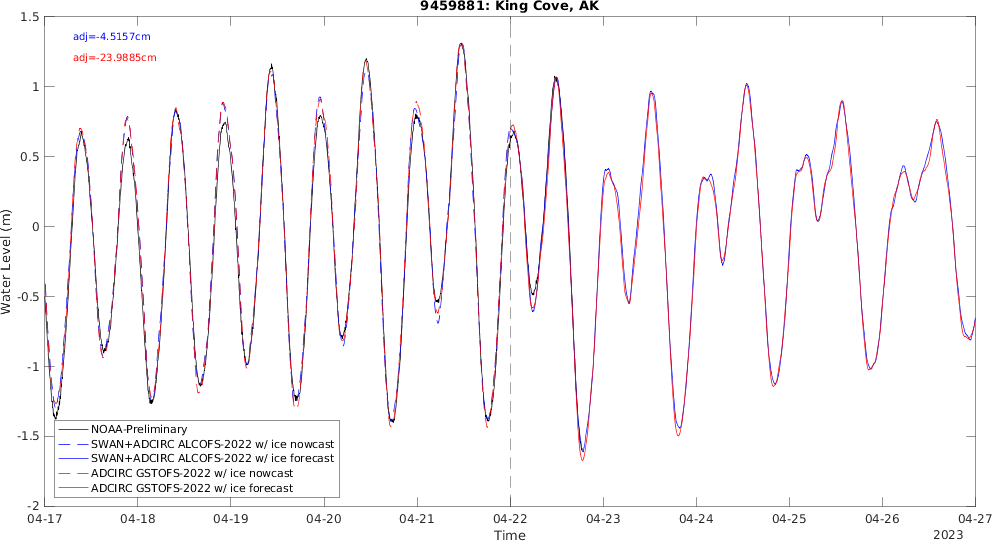 9459881: King Cove, AK
adj=-4.5157cm
adj=-23.9885cm
Water Level (m)
1.5
1
0.5
0
-0.5
-1
-1.5
-2
NOAA-Preliminary
SWAN+ADCIRC ALCOFS-2022 w/ ice nowcast
SWAN+ADCIRC ALCOFS-2022 w/ ice forecast
ADCIRC GSTOFS-2022 w/ ice nowcast
ADCIRC GSTOFS-2022 w/ ice forecast
04-17 04-18 04-19 04-20 04-21 04-22 04-23 04-24 04-25 04-26 04-27
Time
2023